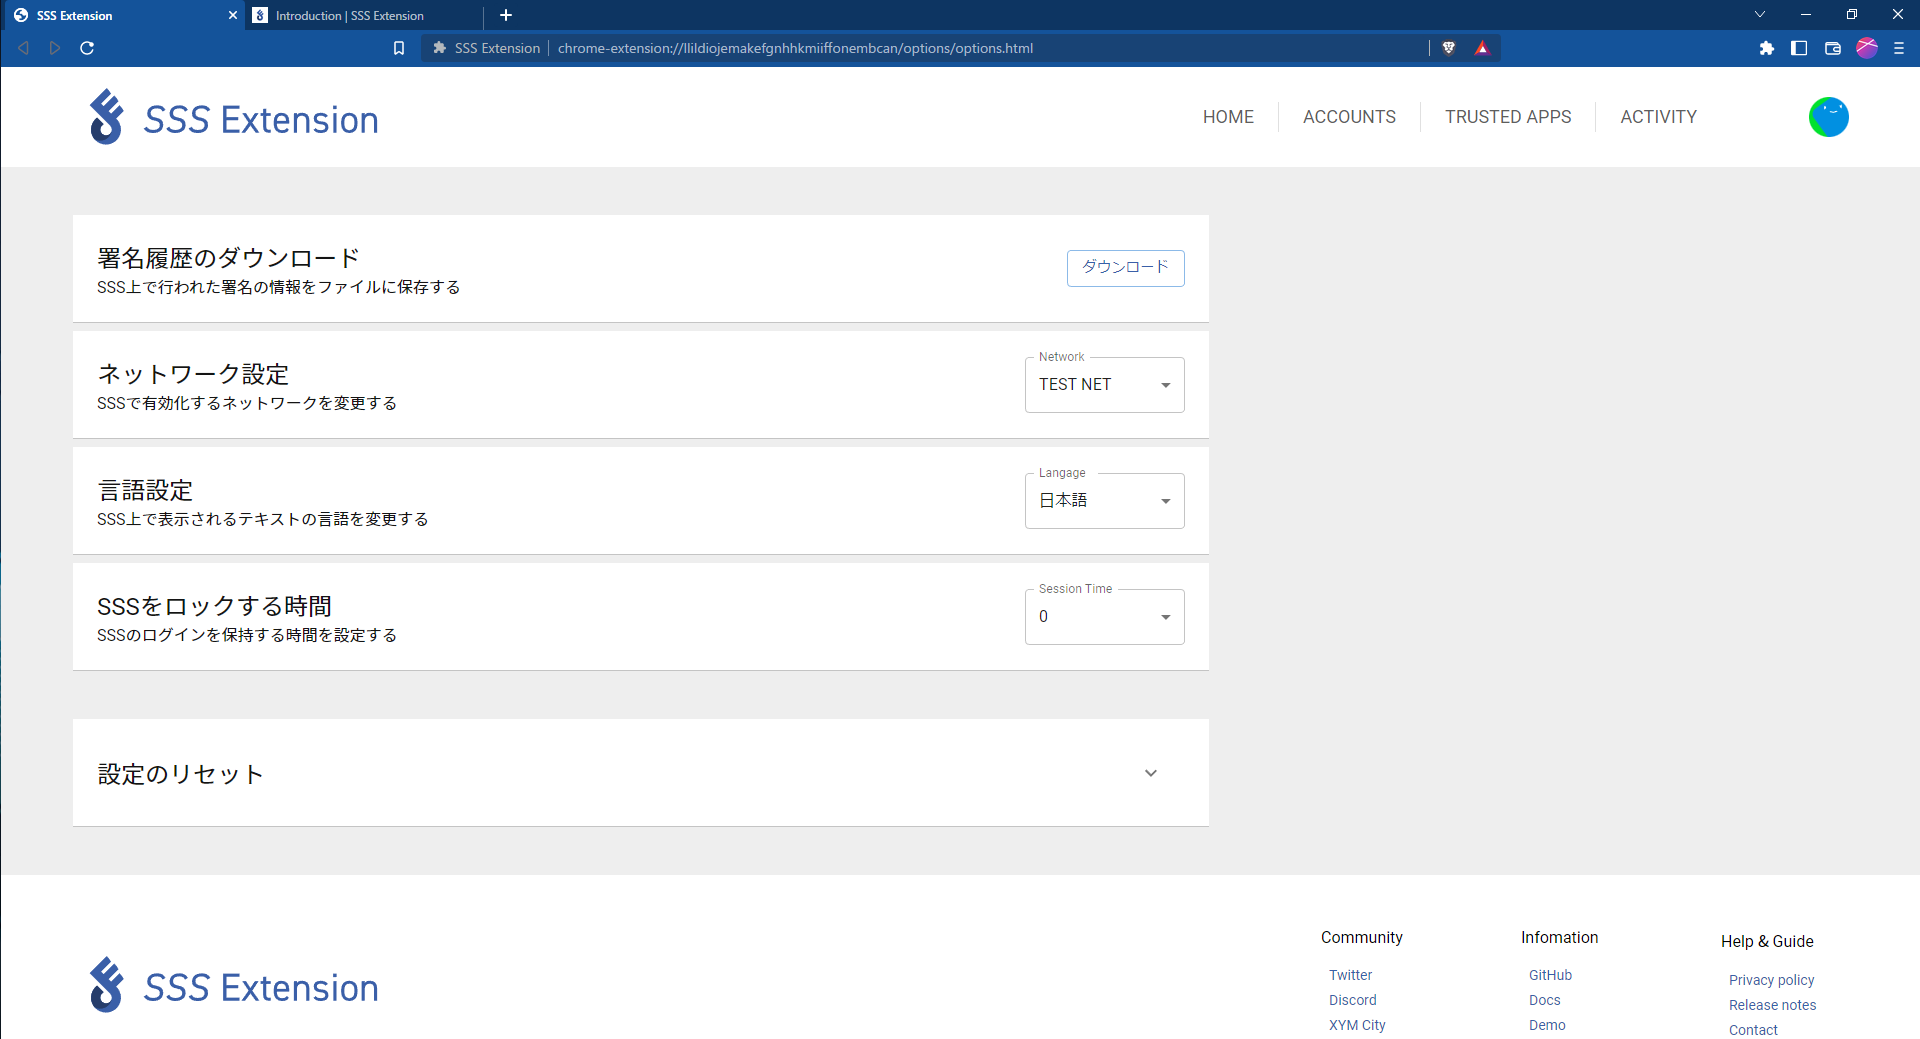 SSS Extension
Introduction | SSS Extension
SSS Extension
chrome-extension://llildiojemakefgnhhkmiiffonembcan/options/options.html
SSS Extension
HOME
ACCOUNTS
TRUSTED APPS
ACTIVITY
署名履歴のダウンロード
SSS上で行われた署名の情報をファイルに保存する
ダウンロード
ネットワーク設定
SSSで有効化するネットワークを変更する
Network
TEST NET
言語設定
SSS上で表示されるテキストの言語を変更する
Langage
日本語
SSSをロックする時間
SSSのログインを保持する時間を設定する
Session Time
0
設定のリセット
SSS Extension
Community
Twitter
Discord
XYM City
Infomation
GitHub
Docs
Demo
Help & Guide
Privacy policy
Release notes
Contact